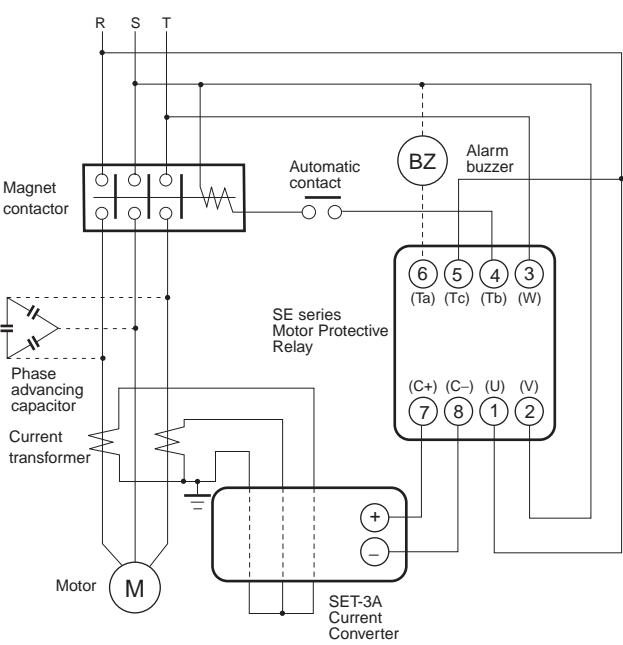 R S T
BZ
Alarm
buzzer
Automatic
contact
Magnet
contactor
6 5 4 3
(Ta) (Tc) (Tb) (W)
SE series
Motor Protective
Relay
Phase
advancing
capacitor
(C+) (C−) (U) (V)
7 8 1 2
Current
transformer
+
−
Motor
M
SET-3A
Current
Converter